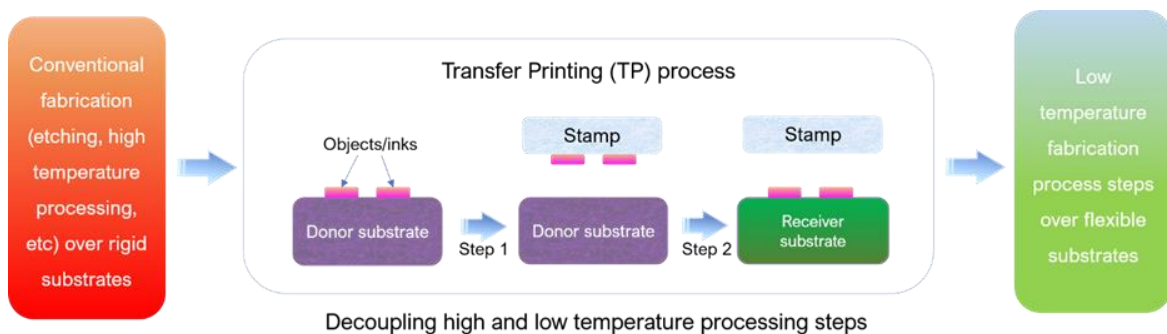 Conventional
fabrication
(etching, high
temperature
processing,
etc) over rigid
substrates
Transfer Printing (TP) process
Objects/inks
Donor substrate
Step 1
Stamp
Donor substrate
Step 2
Stamp
Receiver
substrate
Decoupling high and low temperature processing steps
Low
temperature
fabrication
process steps
over flexible
substrates